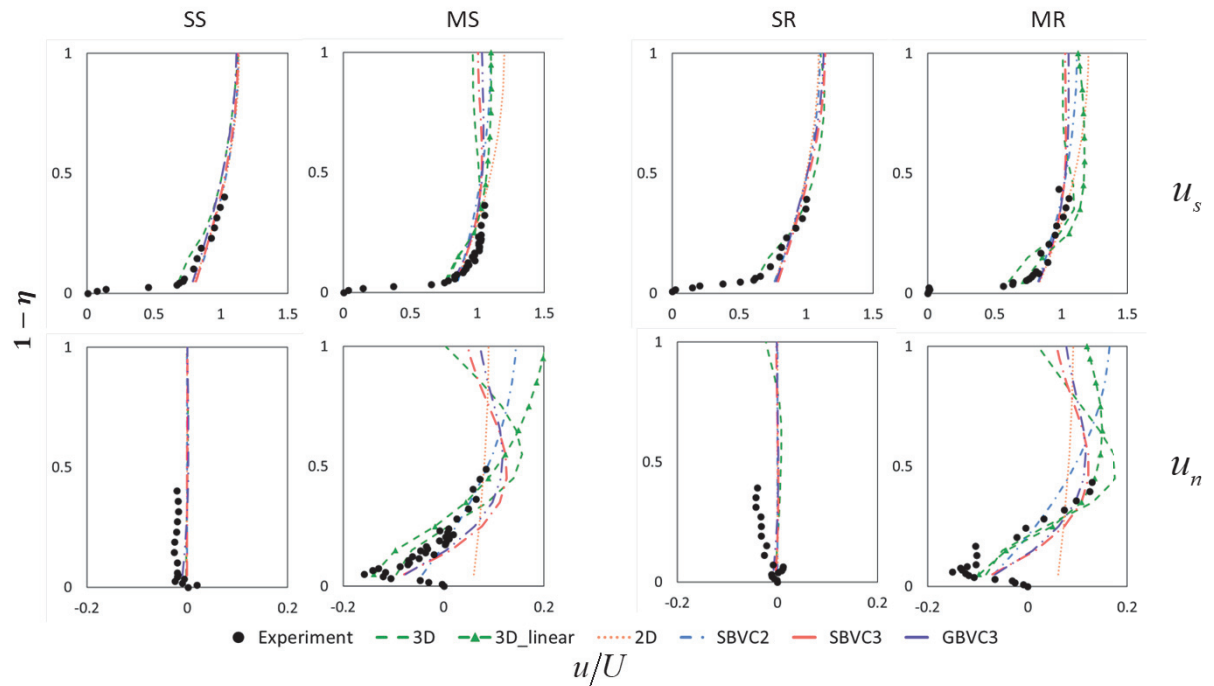 SS MS SR MR
1 1 1 1
0.5 0.5 0.5 0.5
u_s
0 0 0 0
0 0.5 1 1.5 0 0.5 1 1.5 0 0.5 1 1.5 0 0.5 1 1.5
1 − η
1 1 1 1
0.5 0.5 0.5 0.5
u_n
0 0 0 0
-0.2 0 0.2 -0.2 0 0.2 -0.2 0 0.2 -0.2 0 0.2
Experiment 3D 3D_linear 2D SBVC2 SBVC3 GBVC3
u/U